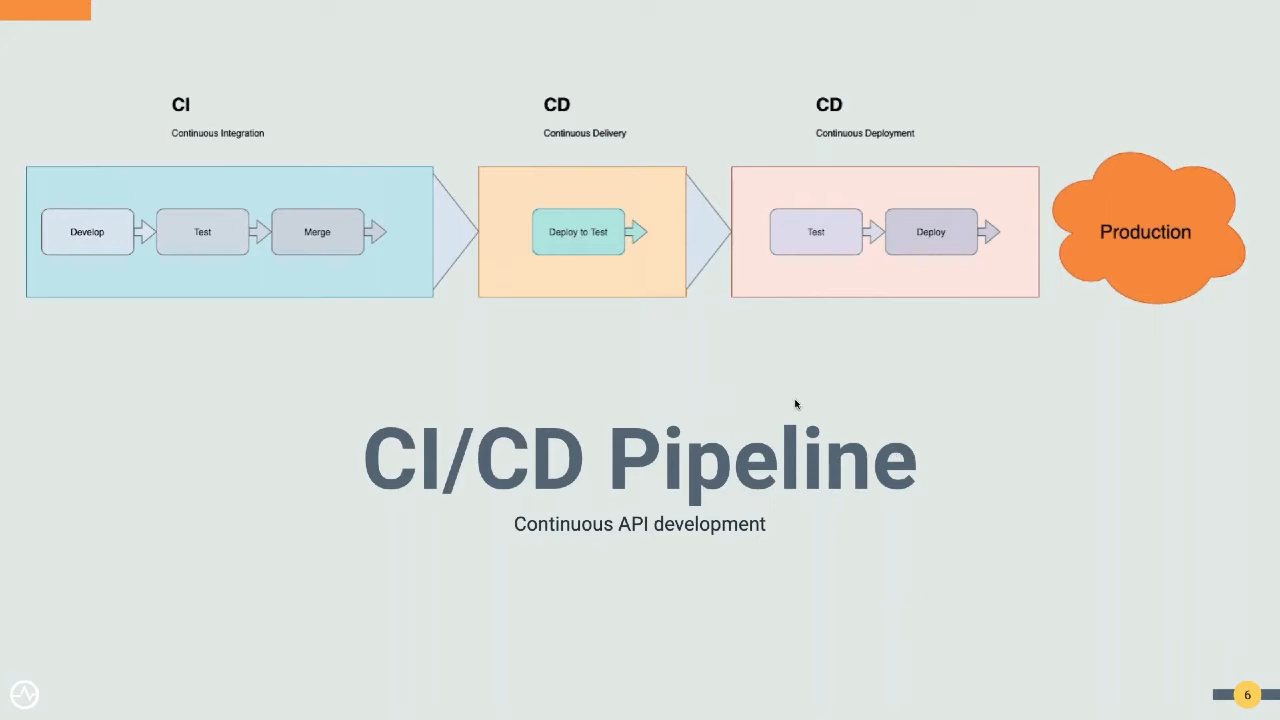 CI
Continuous Integration
CD
Continuous Delivery
CD
Continuous Deployment
Develop
Test
Merge
Deploy to Test
Test
Deploy
Production
CI/CD Pipeline
Continuous API development
6